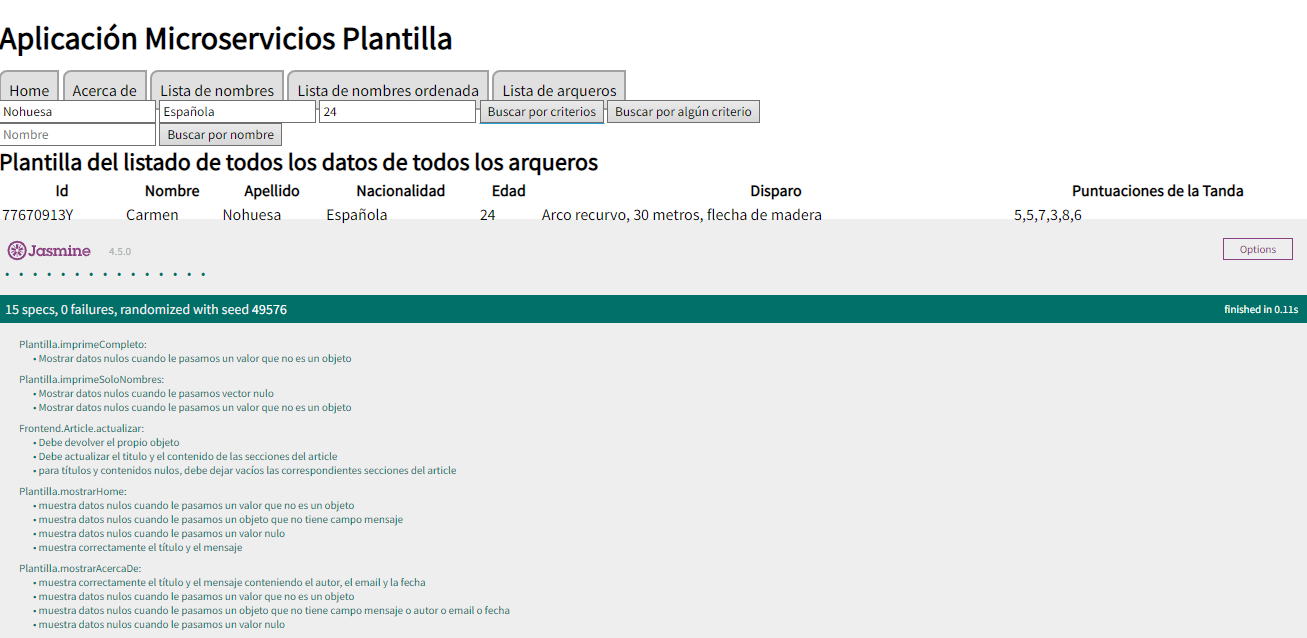 Aplicación Microservicios Plantilla
Home Acerca de Lista de nombres Lista de nombres ordenada Lista de arqueros
Nohuesa Española 24 Buscar por criterios Buscar por algún criterio
Nombre Buscar por nombre
Plantilla del listado de todos los datos de todos los arqueros
Id Nombre Apellido Nacionalidad Edad Disparo Puntuaciones de la Tanda
77670913Y Carmen Nohuesa Española 24 Arco recurvo, 30 metros, flecha de madera 5,5,7,3,8,6
Jasmine 4.5.0 Options
• • • • • • • • • • • • • • •
15 specs, 0 failures, randomized with seed 49576 finished in 0.11s
Plantilla.imprimeCompleto:
• Mostrar datos nulos cuando le pasamos un valor que no es un objeto
Plantilla.imprimeSoloNombres:
• Mostrar datos nulos cuando le pasamos vector nulo
• Mostrar datos nulos cuando le pasamos un valor que no es un objeto
Frontend.Article.actualizar:
• Debe devolver el propio objeto
• Debe actualizar el titulo y el contenido de las secciones del article
• para títulos y contenidos nulos, debe dejar vacíos las correspondientes secciones del article
Plantilla.mostrarHome:
• muestra datos nulos cuando le pasamos un valor que no es un objeto
• muestra datos nulos cuando le pasamos un objeto que no tiene campo mensaje
• muestra datos nulos cuando le pasamos un valor nulo
• muestra correctamente el título y el mensaje
Plantilla.mostrarAcercaDe:
• muestra correctamente el título y el mensaje conteniendo el autor, el email y la fecha
• muestra datos nulos cuando le pasamos un valor que no es un objeto
• muestra datos nulos cuando le pasamos un objeto que no tiene campo mensaje o autor o email o fecha
• muestra datos nulos cuando le pasamos un valor nulo